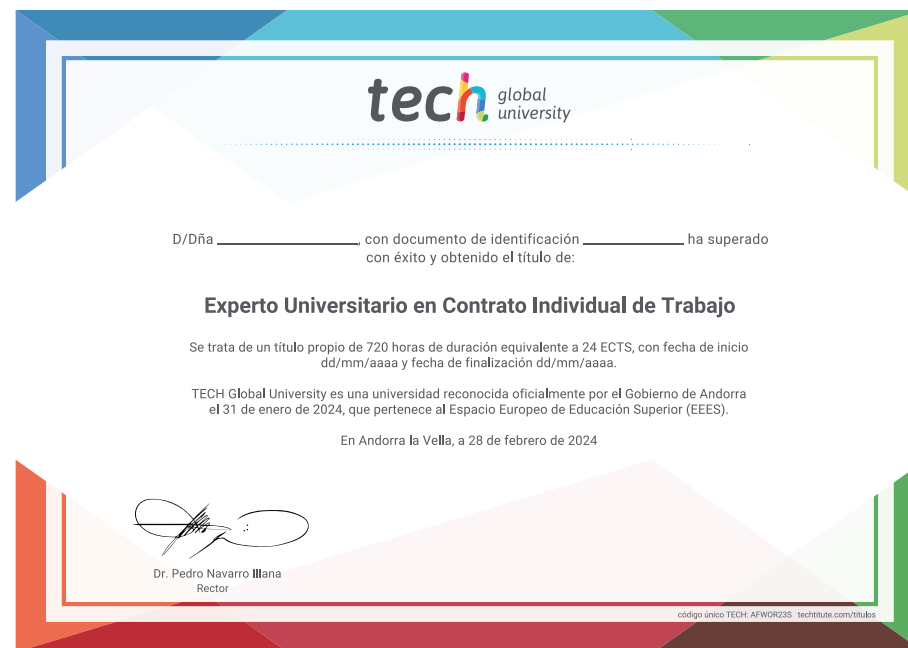 tech global university
D/Dña ____________________, con documento de identificación ______________ ha superado
con éxito y obtenido el título de:
Experto Universitario en Contrato Individual de Trabajo
Se trata de un título propio de 720 horas de duración equivalente a 24 ECTS, con fecha de inicio
dd/mm/aaaa y fecha de finalización dd/mm/aaaa.
TECH Global University es una universidad reconocida oficialmente por el Gobierno de Andorra
el 31 de enero de 2024, que pertenece al Espacio Europeo de Educación Superior (EEES).
En Andorra la Vella, a 28 de febrero de 2024
Dr. Pedro Navarro Illana
Rector
código único TECH: AFWOR23S techtitute.com/titulos